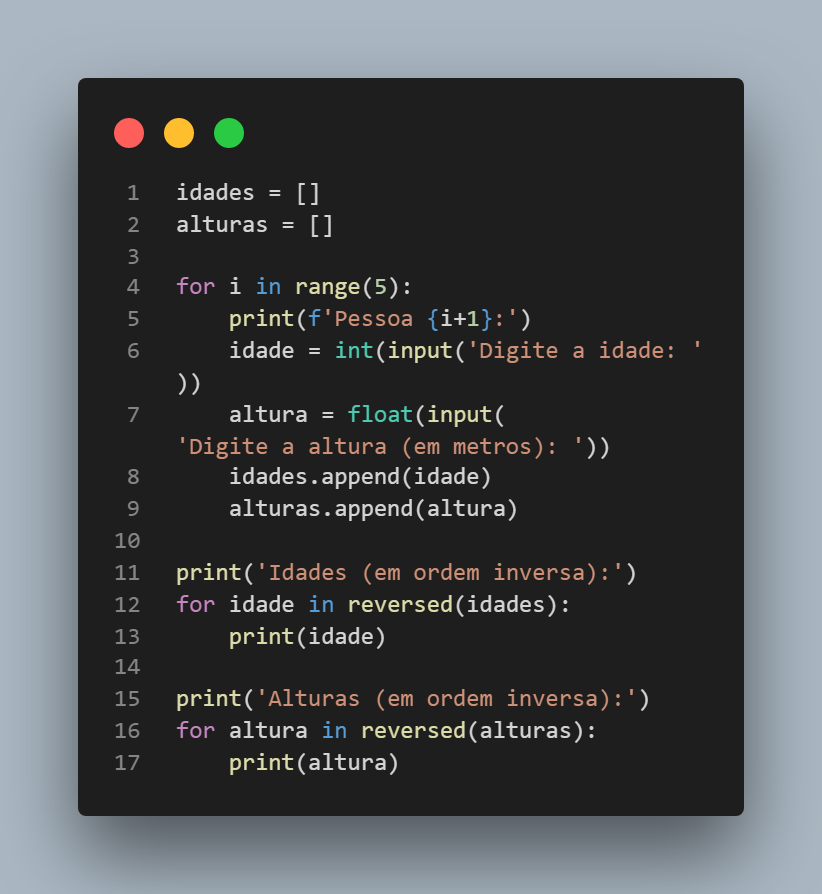 1 idades = []
2 alturas = []
3
4 for i in range(5):
5     print(f'Pessoa {i+1}:')
6     idade = int(input('Digite a idade: '
))
7     altura = float(input(
'Digite a altura (em metros): '))
8     idades.append(idade)
9     alturas.append(altura)
10
11 print('Idades (em ordem inversa):')
12 for idade in reversed(idades):
13     print(idade)
14
15 print('Alturas (em ordem inversa):')
16 for altura in reversed(alturas):
17     print(altura)